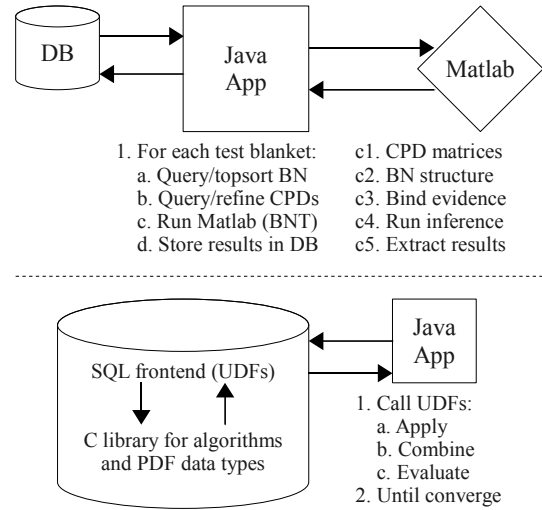 DB
Java
App
Matlab
1. For each test blanket:
a. Query/topsort BN
b. Query/refine CPDs
c. Run Matlab (BNT)
d. Store results in DB
c1. CPD matrices
c2. BN structure
c3. Bind evidence
c4. Run inference
c5. Extract results
SQL frontend (UDFs)
C library for algorithms
and PDF data types
Java
App
1. Call UDFs:
a. Apply
b. Combine
c. Evaluate
2. Until converge